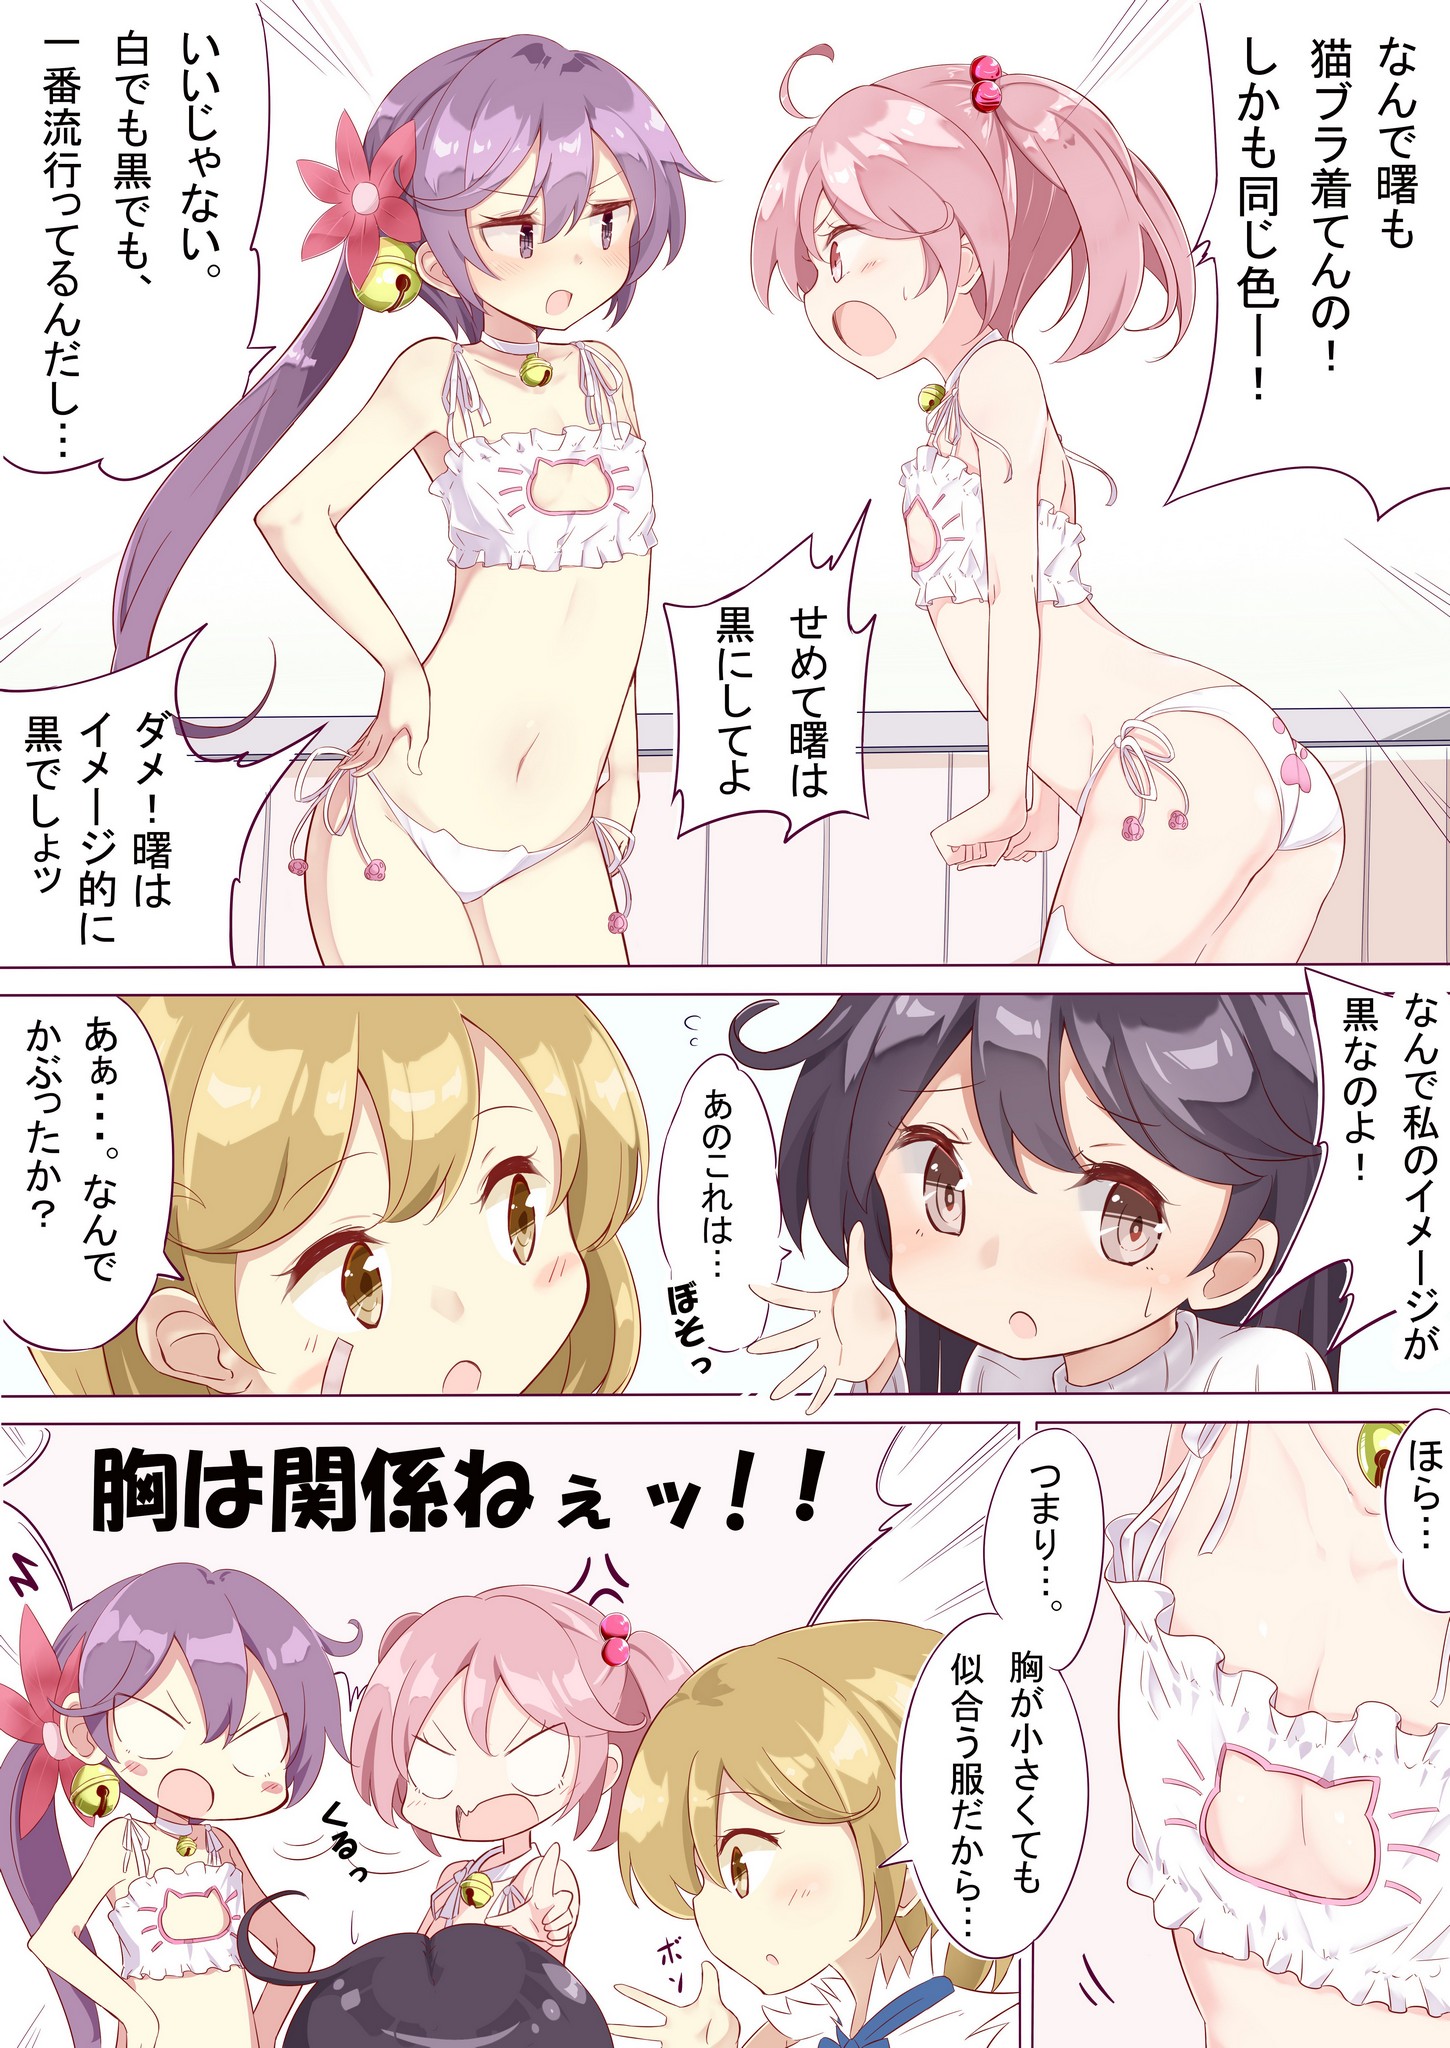 なんで曙も
猫ブラ着てんの！
しかも同じ色ー！
いいじゃない。
白でも黒でも、
一番流行ってるんだし…
せめて曙は
黒にしてよ
ダメ！曙は
イメージ的に
黒でしょッ
なんで私のイメージが
黒なのよ！
あのこれは…
ぼそっ
あぁ・・・。なんで
かぶったか？
ほら…
つまり…。
胸が小さくても
似合う服だから…
胸は関係ねぇッ！！
くるっ
ポン